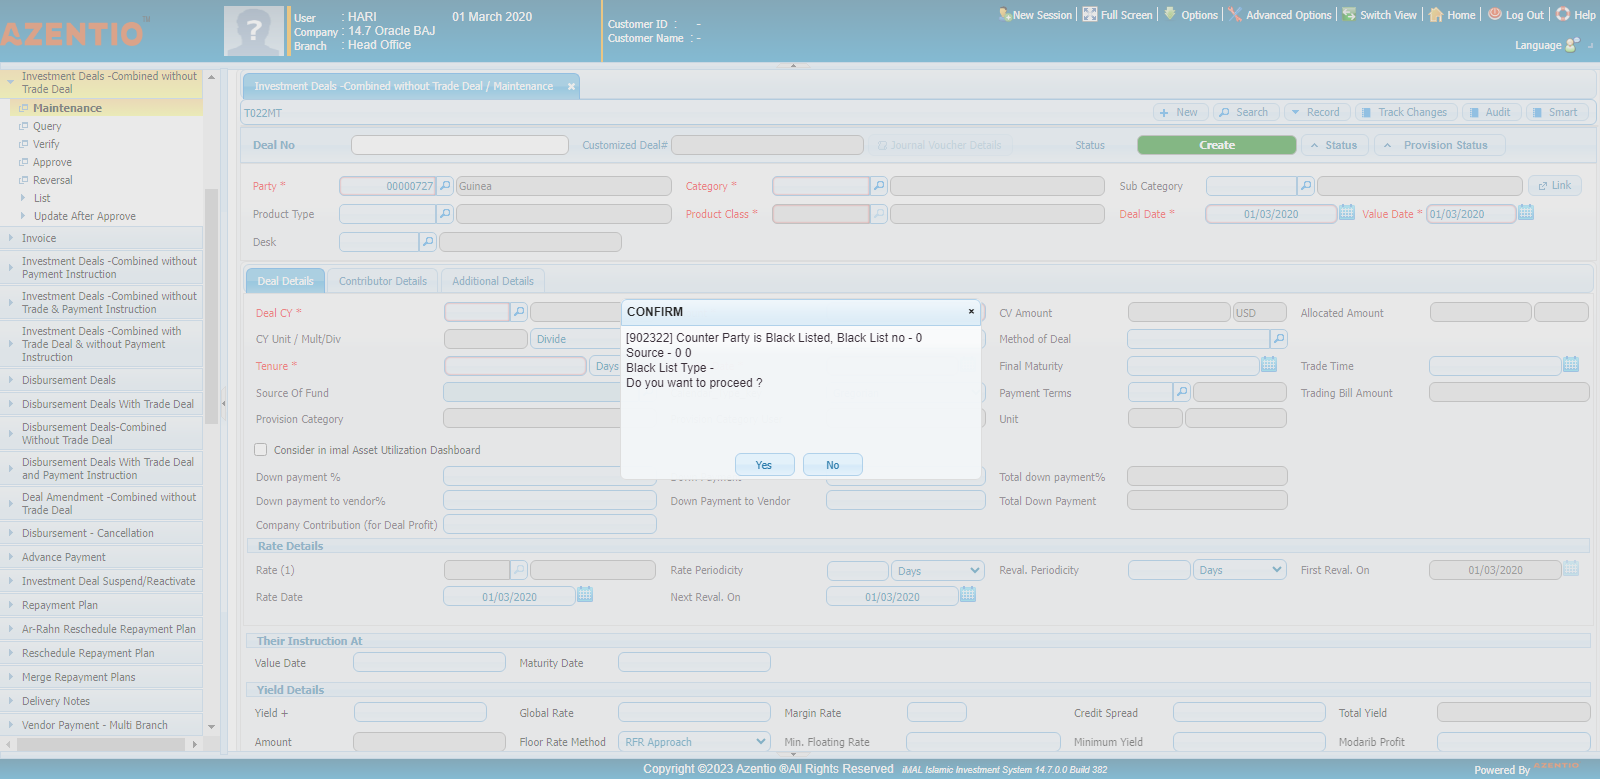 AZENTIO™
User : HARI 01 March 2020
Company : 14.7 Oracle BAJ
Branch : Head Office
Customer ID : -
Customer Name : -
New Session Full Screen Options Advanced Options Switch View Home Log Out Help
Language
Investment Deals -Combined without Trade Deal
Maintenance
Query
Verify
Approve
Reversal
List
Update After Approve
Invoice
Investment Deals -Combined without Payment Instruction
Investment Deals -Combined without Trade & Payment Instruction
Investment Deals -Combined with Trade Deal & without Payment Instruction
Disbursement Deals
Disbursement Deals With Trade Deal
Disbursement Deals-Combined Without Trade Deal
Disbursement Deals With Trade Deal and Payment Instruction
Deal Amendment -Combined without Trade Deal
Disbursement - Cancellation
Advance Payment
Investment Deal Suspend/Reactivate
Repayment Plan
Ar-Rahn Reschedule Repayment Plan
Reschedule Repayment Plan
Merge Repayment Plans
Delivery Notes
Vendor Payment - Multi Branch
Investment Deals -Combined without Trade Deal / Maintenance ×
T022MT
New Search Record Track Changes Audit Smart
Deal No Customized Deal# Journal Voucher Details Status Create Status Provision Status
Party * 00000727 Guinea Category * Sub Category Link
Product Type Product Class * Deal Date * 01/03/2020 Value Date * 01/03/2020
Desk
Deal Details Contributor Details Additional Details
Deal CY * CV Amount USD Allocated Amount
CY Unit / Mult/Div Divide Method of Deal
Tenure * Days Final Maturity Trade Time
Source Of Fund Payment Terms Trading Bill Amount
Provision Category Unit
CONFIRM ×
[902322] Counter Party is Black Listed, Black List no - 0
Source - 0 0
Black List Type -
Do you want to proceed ?
Yes No
Consider in imal Asset Utilization Dashboard
Down payment % Down Payment Total down payment%
Down payment to vendor% Down Payment to Vendor Total Down Payment
Company Contribution (for Deal Profit)
Rate Details
Rate (1) Rate Periodicity Days Reval. Periodicity Days First Reval. On 01/03/2020
Rate Date 01/03/2020 Next Reval. On 01/03/2020
Their Instruction At
Value Date Maturity Date
Yield Details
Yield + Global Rate Margin Rate Credit Spread Total Yield
Amount Floor Rate Method RFR Approach Min. Floating Rate Minimum Yield Modarib Profit
Copyright ©2023 Azentio ®All Rights Reserved iMAL Islamic Investment System 14.7.0.0 Build 382
Powered By AZENTIO